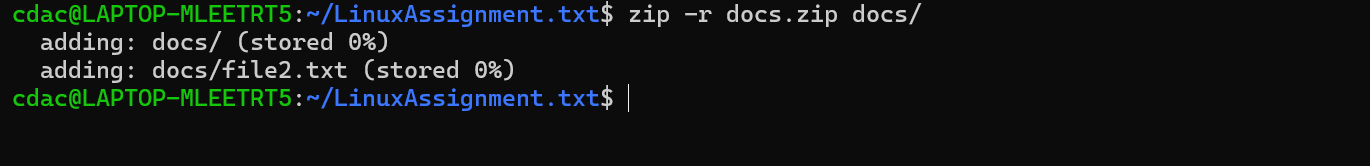 cdac@LAPTOP-MLEETRT5:~/LinuxAssignment.txt$ zip -r docs.zip docs/
  adding: docs/ (stored 0%)
  adding: docs/file2.txt (stored 0%)
cdac@LAPTOP-MLEETRT5:~/LinuxAssignment.txt$